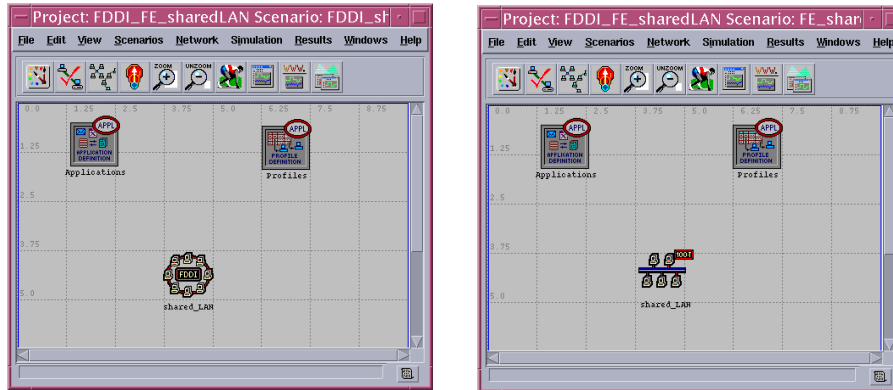 Project: FDDI_FE_sharedLAN Scenario: FDDI_sh
File Edit View Scenarios Network Simulation Results Windows Help
ZOOM UNZOOM WWW.
0.0 1.25 2.5 3.75 5.0 6.25 7.5 8.75
APPL APPL
APPLICATION DEFINITION
PROFILE DEFINITION
1.25
Applications Profiles
2.5
3.75
FDDI
5.0
shared_LAN
Project: FDDI_FE_sharedLAN Scenario: FE_shar
File Edit View Scenarios Network Simulation Results Windows Help
ZOOM UNZOOM WWW.
0.0 1.25 2.5 3.75 5.0 6.25 7.5 8.75
APPL APPL
1.25
APPLICATION DEFINITION
PROFILE DEFINITION
Applications Profiles
2.5
3.75
100T
5.0
shared_LAN